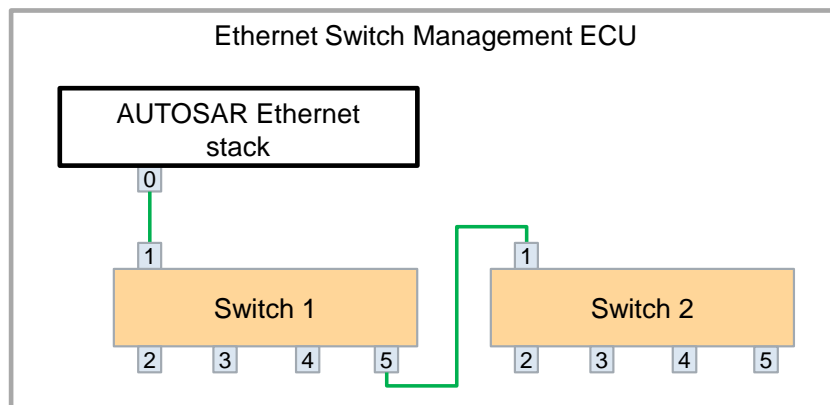 Ethernet Switch Management ECU
AUTOSAR Ethernet
stack
0
1
1
Switch 1
Switch 2
2 3 4 5
2 3 4 5